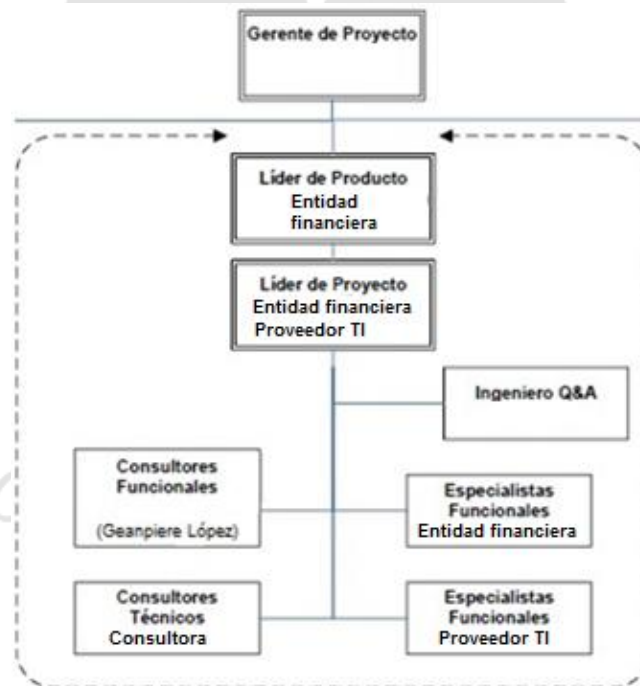 Gerente de Proyecto
Líder de Producto
Entidad
financiera
Líder de Proyecto
Entidad financiera
Proveedor TI
Ingeniero Q&A
Consultores
Funcionales
(Geanpiere López)
Especialistas
Funcionales
Entidad financiera
Consultores
Técnicos
Consultora
Especialistas
Funcionales
Proveedor TI